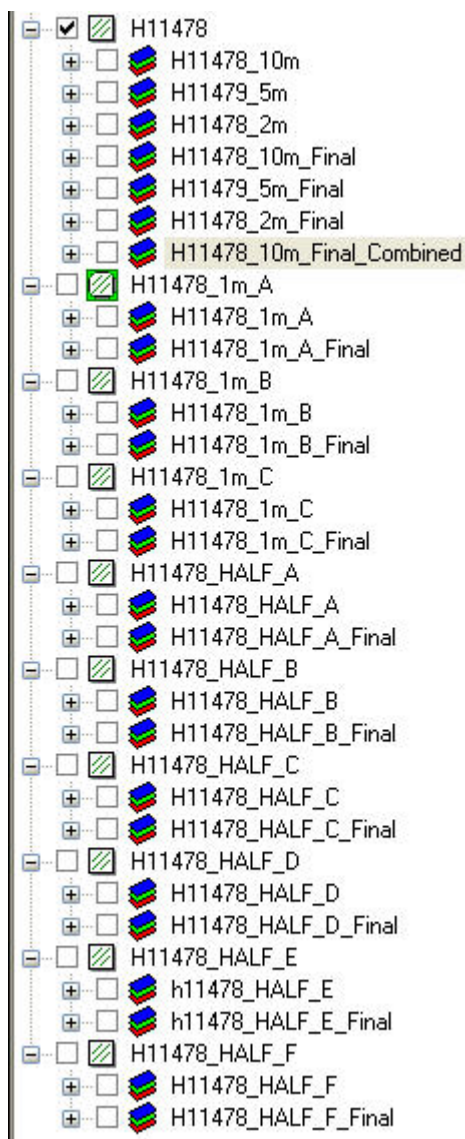 H11478
H11478_10m
H11479_5m
H11478_2m
H11478_10m_Final
H11479_5m_Final
H11478_2m_Final
H11478_10m_Final_Combined
H11478_1m_A
H11478_1m_A
H11478_1m_A_Final
H11478_1m_B
H11478_1m_B
H11478_1m_B_Final
H11478_1m_C
H11478_1m_C
H11478_1m_C_Final
H11478_HALF_A
H11478_HALF_A
H11478_HALF_A_Final
H11478_HALF_B
H11478_HALF_B
H11478_HALF_B_Final
H11478_HALF_C
H11478_HALF_C
H11478_HALF_C_Final
H11478_HALF_D
H11478_HALF_D
H11478_HALF_D_Final
H11478_HALF_E
h11478_HALF_E
h11478_HALF_E_Final
H11478_HALF_F
H11478_HALF_F
H11478_HALF_F_Final